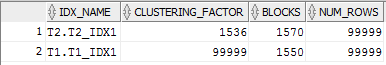 IDX_NAME CLUSTERING_FACTOR BLOCKS NUM_ROWS
1 T2.T2_IDX1 1536 1570 99999
2 T1.T1_IDX1 99999 1550 99999